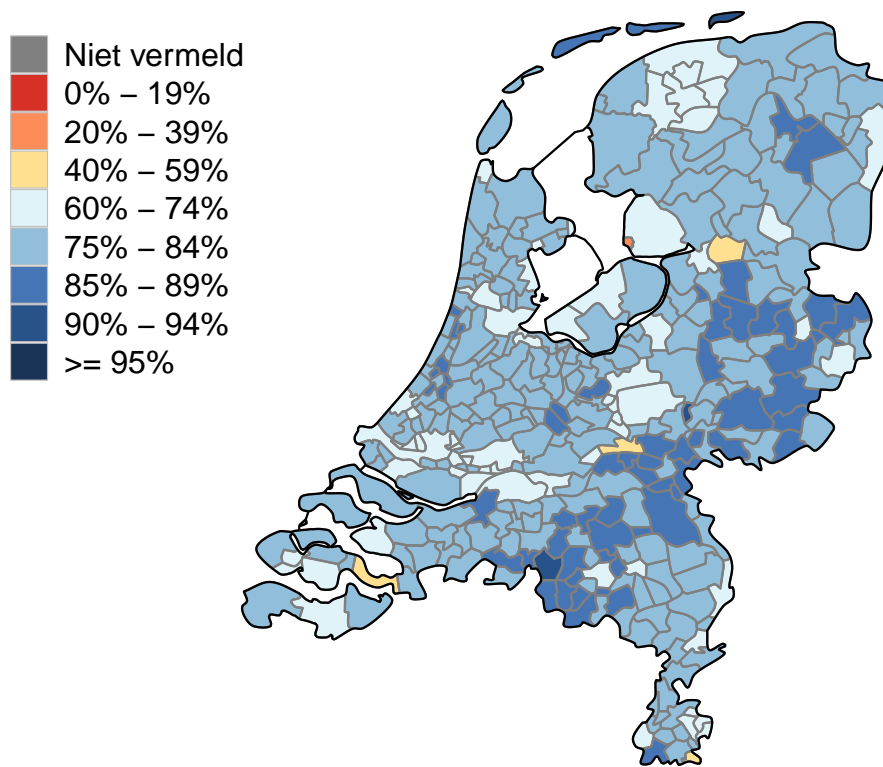 Niet vermeld
0% – 19%
20% – 39%
40% – 59%
60% – 74%
75% – 84%
85% – 89%
90% – 94%
>= 95%